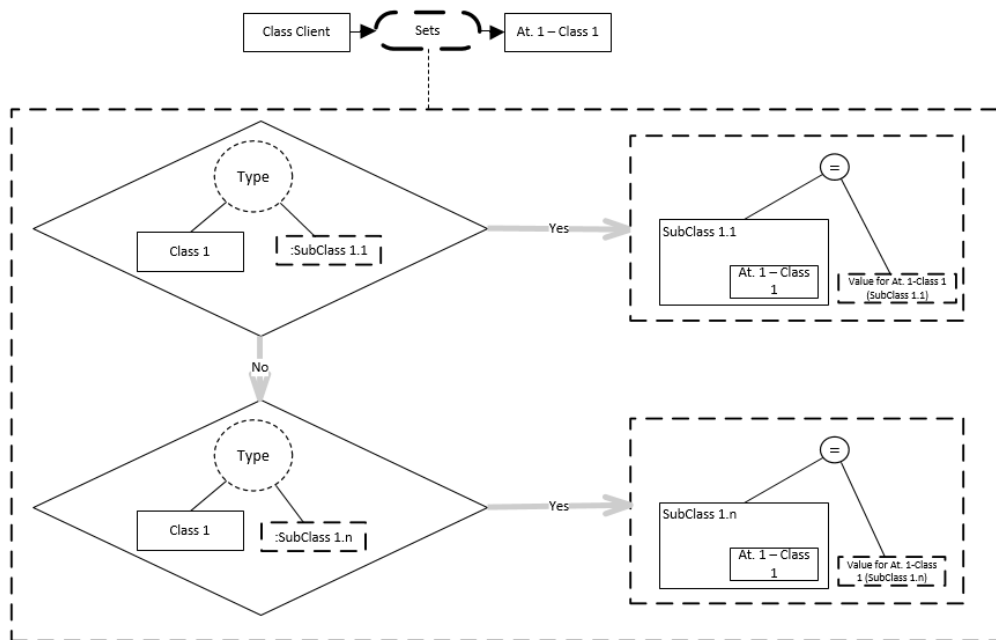 Class Client
Sets
At. 1 – Class 1
Type
Class 1
:SubClass 1.1
Yes
=
SubClass 1.1
At. 1 – Class
1
Value for At. 1-Class 1
(SubClass 1.1)
No
Type
Class 1
:SubClass 1.n
Yes
=
SubClass 1.n
At. 1 – Class
1
Value for At. 1-Class
1 (SubClass 1.n)